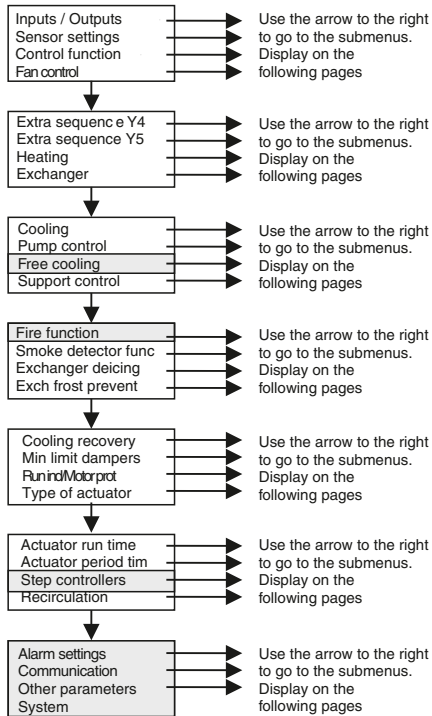 Inputs / Outputs
Sensor settings
Control function
Fan control
Use the arrow to the right
to go to the submenus.
Display on the
following pages
Extra sequence Y4
Extra sequence Y5
Heating
Exchanger
Use the arrow to the right
to go to the submenus.
Display on the
following pages
Cooling
Pump control
Free cooling
Support control
Use the arrow to the right
to go to the submenus.
Display on the
following pages
Fire function
Smoke detector func
Exchanger deicing
Exch frost prevent
Use the arrow to the right
to go to the submenus.
Display on the
following pages
Cooling recovery
Min limit dampers
Run ind/Motor prot
Type of actuator
Use the arrow to the right
to go to the submenus.
Display on the
following pages
Actuator run time
Actuator period tim
Step controllers
Recirculation
Use the arrow to the right
to go to the submenus.
Display on the
following pages
Alarm settings
Communication
Other parameters
System
Use the arrow to the right
to go to the submenus.
Display on the
following pages